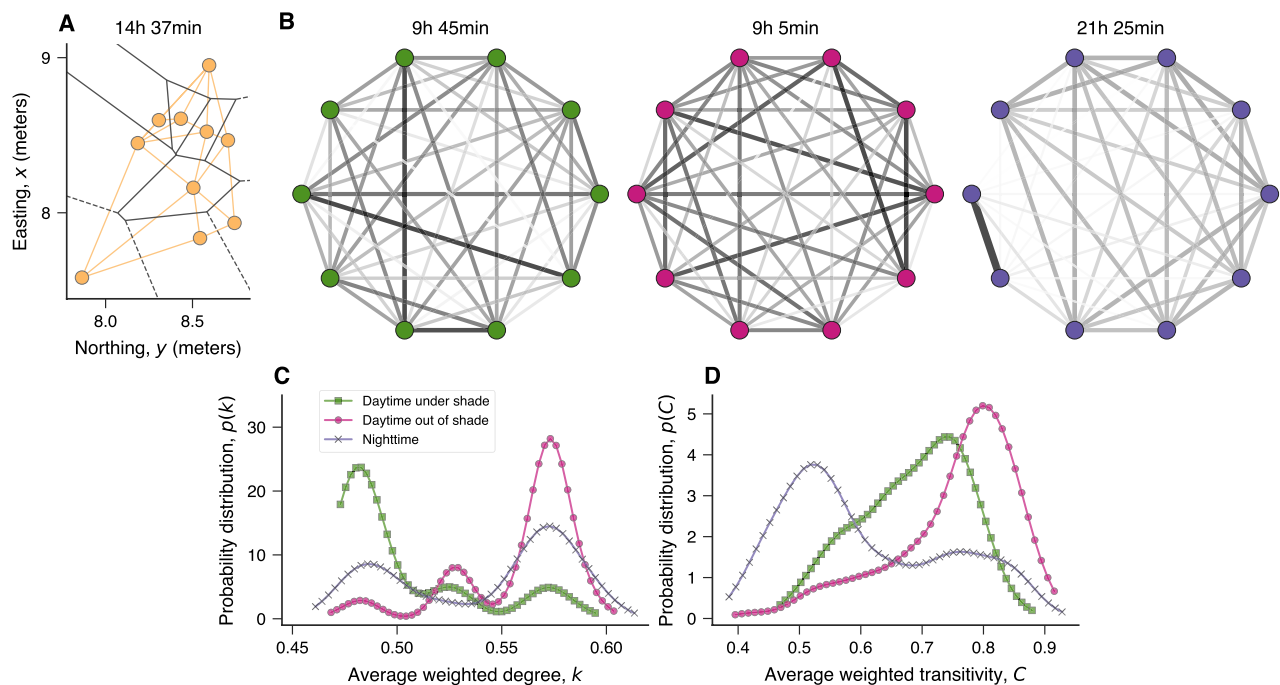 A
14h 37min
9
8
Easting, x (meters)
8.0
8.5
Northing, y (meters)
B
9h 45min
9h 5min
21h 25min
C
Daytime under shade
Daytime out of shade
Nighttime
30
20
10
0
Probability distribution, p(k)
0.45
0.50
0.55
0.60
Average weighted degree, k
D
5
4
3
2
1
0
Probability distribution, p(C)
0.4
0.5
0.6
0.7
0.8
0.9
Average weighted transitivity, C